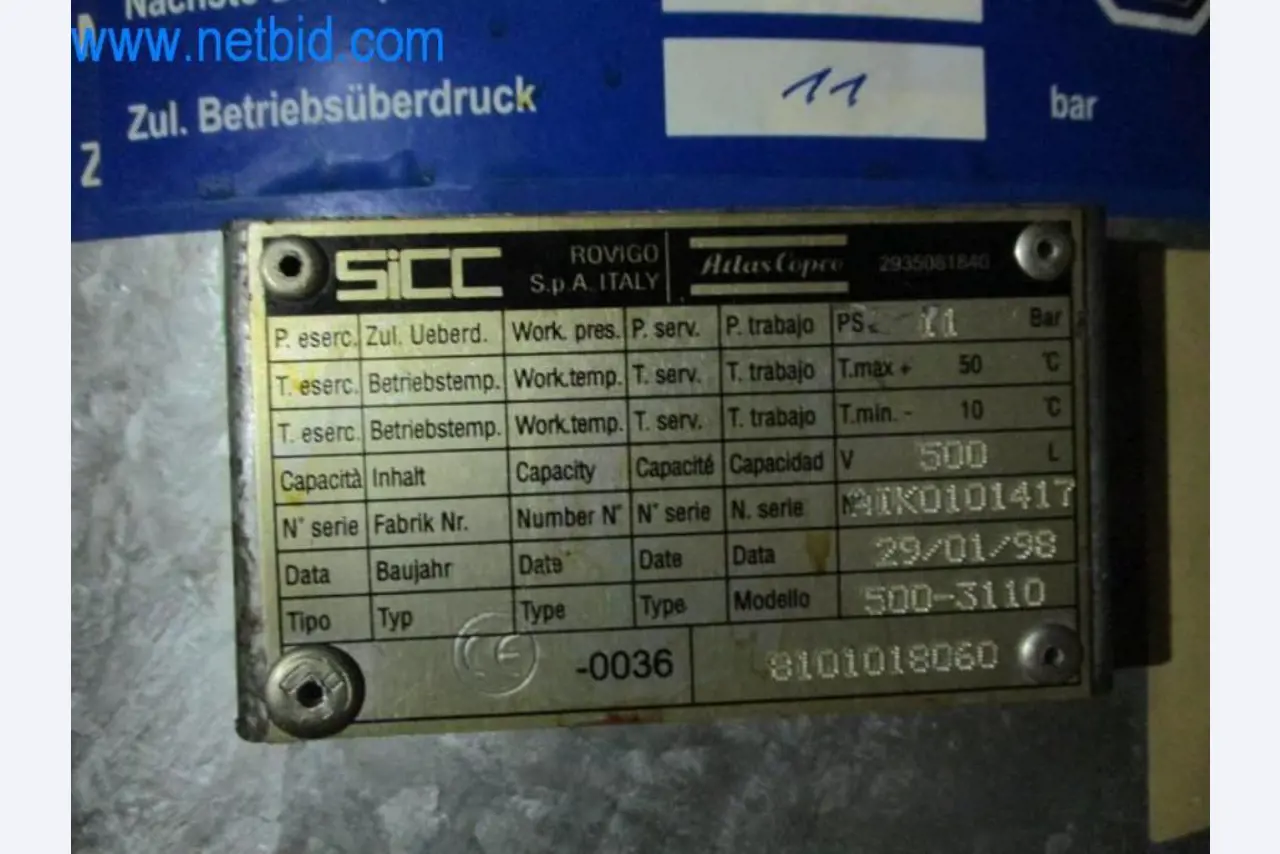 Nächste
www.netbid.com
Zul. Betriebsüberdruck 11 bar
Z
SiCC ROVIGO S.p.A. ITALY Atlas Copco 2935081840
P. eserc. Zul. Ueberd. Work. pres. P. serv. P. trabajo PS. 11 Bar
T. eserc. Betriebstemp. Work.temp. T. serv. T. trabajo T.max + 50 °C
T. eserc. Betriebstemp. Work.temp. T. serv. T. trabajo T.min. - 10 °C
Capacità Inhalt Capacity Capacité Capacidad V 500 L
N° serie Fabrik Nr. Number N° N° serie N. serie N° AIK0101417
Data Baujahr Date Date Data 29/01/98
Tipo Typ Type Type Modello 500-3110
CE -0036 8101018060